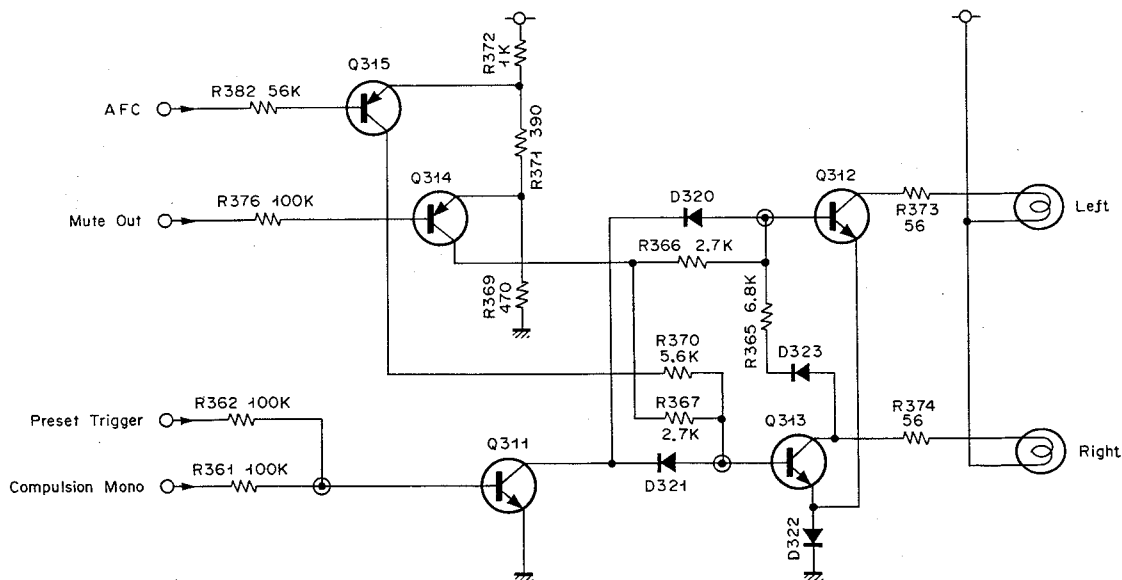 R372
1K
Q315
R382 56K
AFC
R371 390
Q314
R376 100K
Mute Out
D320
Q312
R373
56
Left
R366 2.7K
R369
470
R365 6.8K
R370
5.6K
D323
R367
2.7K
R374
56
Preset Trigger
R362 100K
Q311
D321
Q313
Right
Compulsion Mono
R361 100K
D322